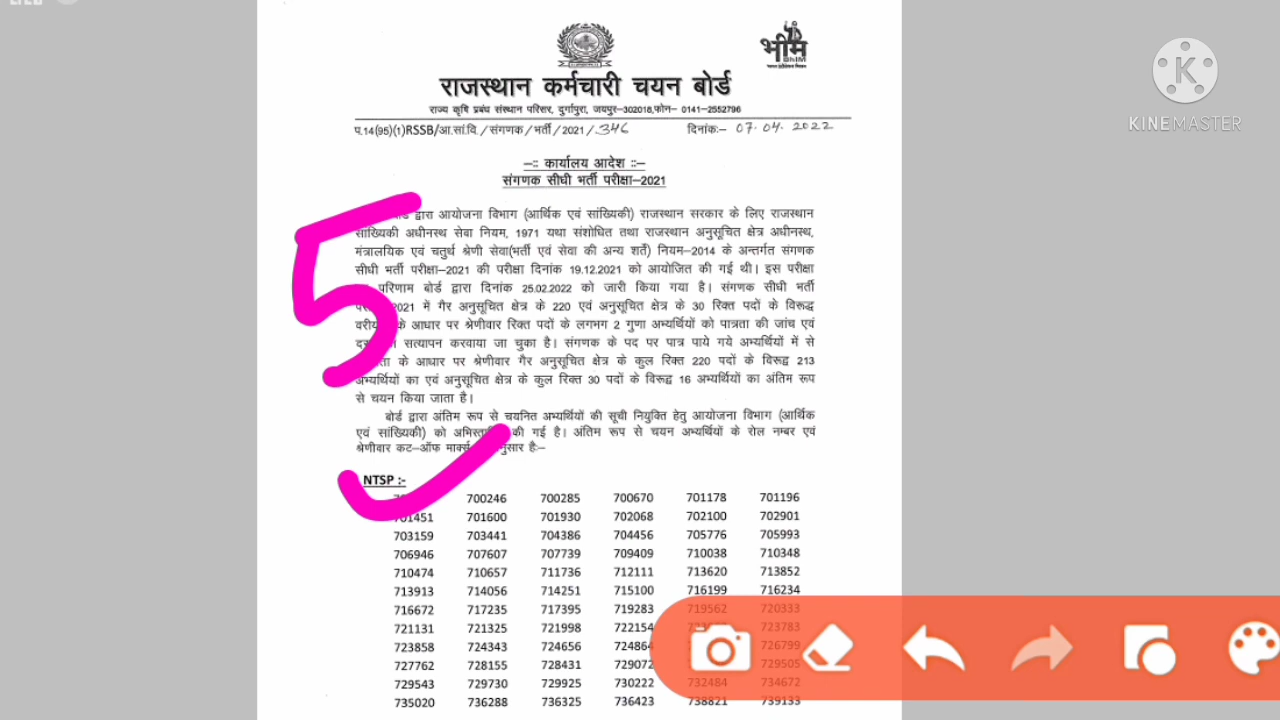 भीम
BHIM
KINEMASTER
राजस्थान कर्मचारी चयन बोर्ड
राज्य कृषि प्रबंध संस्थान परिसर, दुर्गापुरा, जयपुर–302018,फोन– 0141-2552796
प.14(95)(1)RSSB/आ.सां.वि./संगणक/भर्ती/2021/346 दिनांकः– 07.04.2022
–:: कार्यालय आदेश ::–
संगणक सीधी भर्ती परीक्षा–2021
द्वारा आयोजना विभाग (आर्थिक एवं सांख्यिकी) राजस्थान सरकार के लिए राजस्थान
सांख्यिकी अधीनस्थ सेवा नियम, 1971 यथा संशोधित तथा राजस्थान अनुसूचित क्षेत्र अधीनस्थ,
मंत्रालयिक एवं चतुर्थ श्रेणी सेवा(भर्ती एवं सेवा की अन्य शर्तें) नियम–2014 के अन्तर्गत संगणक
सीधी भर्ती परीक्षा–2021 की परीक्षा दिनांक 19.12.2021 को आयोजित की गई थी। इस परीक्षा
परिणाम बोर्ड द्वारा दिनांक 25.02.2022 को जारी किया गया है। संगणक सीधी भर्ती
2021 में गैर अनुसूचित क्षेत्र के 220 एवं अनुसूचित क्षेत्र के 30 रिक्त पदों के विरूद्ध
के आधार पर श्रेणीवार रिक्त पदों के लगभग 2 गुणा अभ्यर्थियों को पात्रता की जांच एवं
सत्यापन करवाया जा चुका है। संगणक के पद पर पात्र पाये गये अभ्यर्थियों में से
के आधार पर श्रेणीवार गैर अनुसूचित क्षेत्र के कुल रिक्त 220 पदों के विरूद्व 213
अभ्यर्थियों का एवं अनुसूचित क्षेत्र के कुल रिक्त 30 पदों के विरूद्व 16 अभ्यर्थियों का अंतिम रूप
से चयन किया जाता है।
बोर्ड द्वारा अंतिम रूप से चयनित अभ्यर्थियों की सूची नियुक्ति हेतु आयोजना विभाग (आर्थिक
एवं सांख्यिकी) को की गई है। अंतिम रूप से चयन अभ्यर्थियों के रोल नम्बर एवं
श्रेणीवार कट–ऑफ मार्क्स है:–
5
NTSP :-
700246 700285 700670 701178 701196
701451 701600 701930 702068 702100 702901
703159 703441 704386 704456 705776 705993
706946 707607 707739 709409 710038 710348
710474 710657 711736 712111 713620 713852
713913 714056 714251 715100 716199 716234
716672 717235 717395 719283 719562 720333
721131 721325 721998 722154 723783
723858 724343 724656 724864 726799
727762 728155 728431 729072 729505
729543 729730 729925 730222 732484 734672
735020 736288 736325 736423 738821 739133